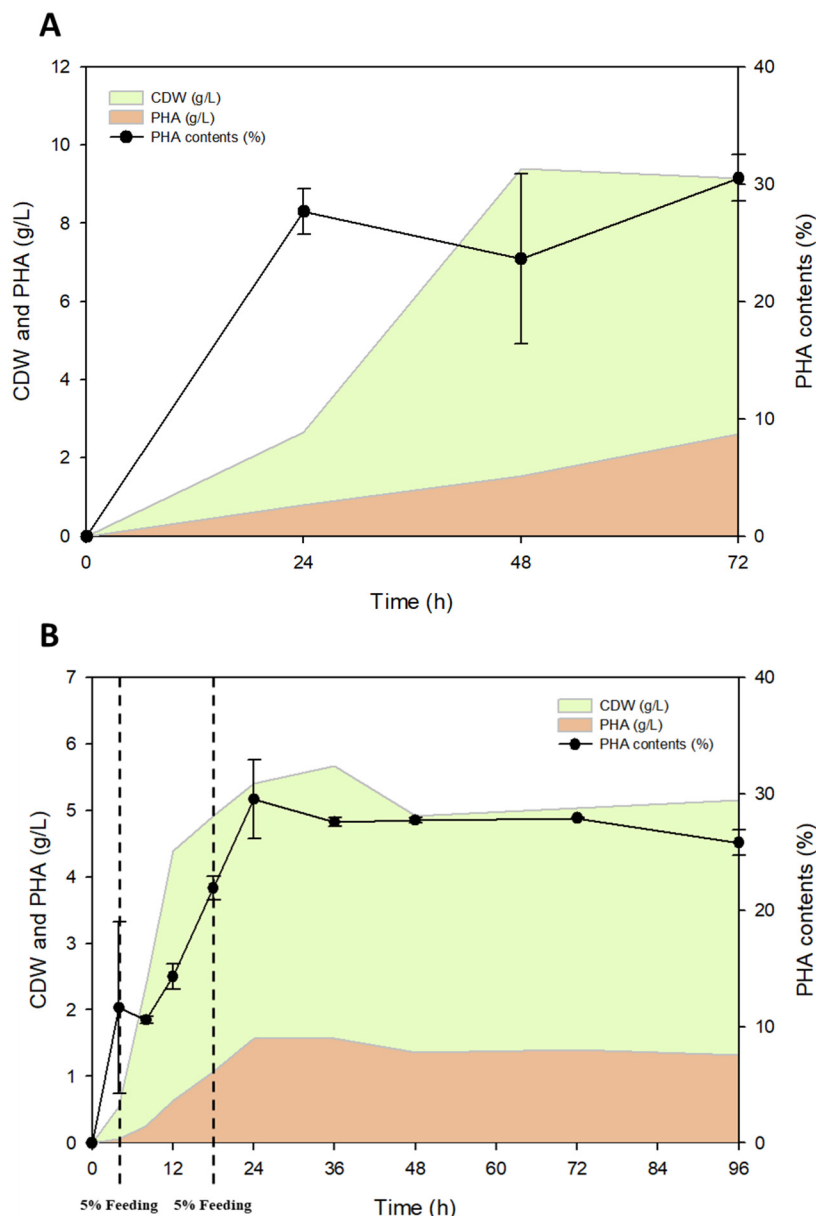 A
CDW (g/L)
PHA (g/L)
PHA contents (%)
12
10
8
6
4
2
0
CDW and PHA (g/L)
40
30
20
10
0
PHA contents (%)
0 24 48 72
Time (h)
B
CDW (g/L)
PHA (g/L)
PHA contents (%)
7
6
5
4
3
2
1
0
CDW and PHA (g/L)
40
30
20
10
0
PHA contents (%)
0 12 24 36 48 60 72 84 96
5% Feeding 5% Feeding
Time (h)